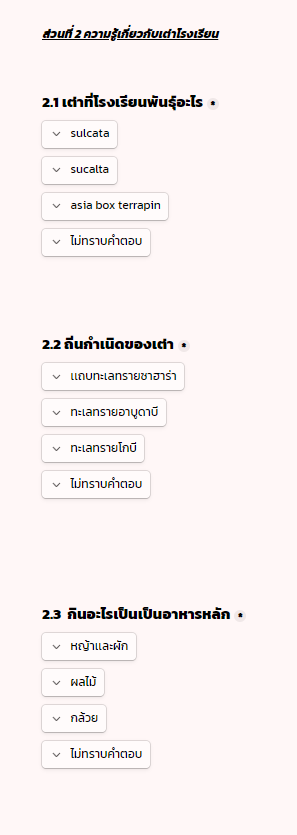 ส่วนที่ 2 ความรู้เกี่ยวกับเต่าโรงเรียน
2.1 เต่าที่โรงเรียนพันธุ์อะไร *
sulcata
sucalta
asia box terrapin
ไม่ทราบคำตอบ
2.2 ถิ่นกำเนิดของเต่า *
แถบทะเลทรายซาฮาร่า
ทะเลทรายอาบูดาบี
ทะเลทรายโกบี
ไม่ทราบคำตอบ
2.3 กินอะไรเป็นเป็นอาหารหลัก *
หญ้าและผัก
ผลไม้
กล้วย
ไม่ทราบคำตอบ